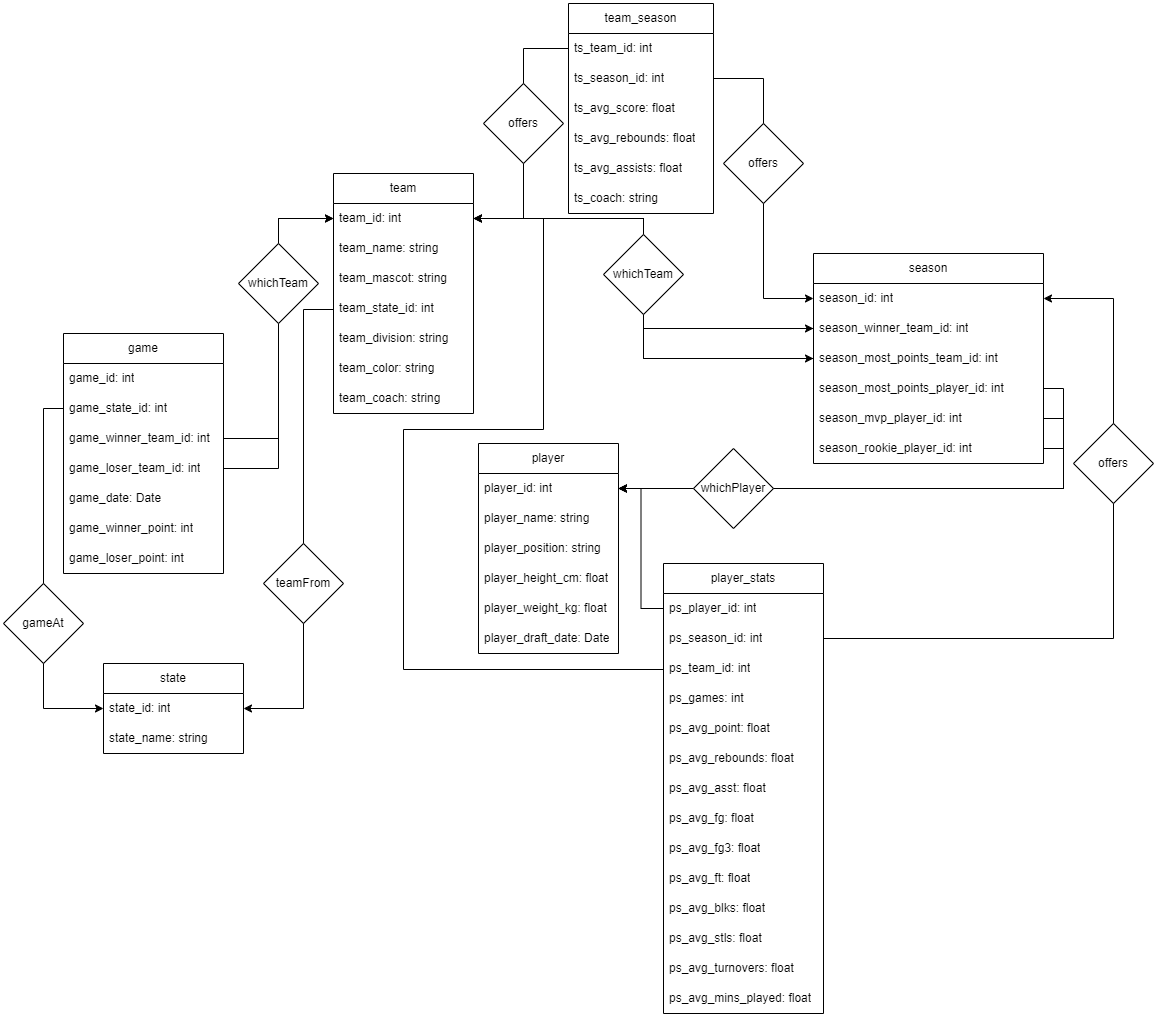 team_season
ts_team_id: int
ts_season_id: int
ts_avg_score: float
ts_avg_rebounds: float
ts_avg_assists: float
ts_coach: string
offers
offers
team
team_id: int
team_name: string
team_mascot: string
team_state_id: int
team_division: string
team_color: string
team_coach: string
whichTeam
whichTeam
season
season_id: int
season_winner_team_id: int
season_most_points_team_id: int
season_most_points_player_id: int
season_mvp_player_id: int
season_rookie_player_id: int
game
game_id: int
game_state_id: int
game_winner_team_id: int
game_loser_team_id: int
game_date: Date
game_winner_point: int
game_loser_point: int
player
player_id: int
player_name: string
player_position: string
player_height_cm: float
player_weight_kg: float
player_draft_date: Date
whichPlayer
offers
teamFrom
gameAt
state
state_id: int
state_name: string
player_stats
ps_player_id: int
ps_season_id: int
ps_team_id: int
ps_games: int
ps_avg_point: float
ps_avg_rebounds: float
ps_avg_asst: float
ps_avg_fg: float
ps_avg_fg3: float
ps_avg_ft: float
ps_avg_blks: float
ps_avg_stls: float
ps_avg_turnovers: float
ps_avg_mins_played: float